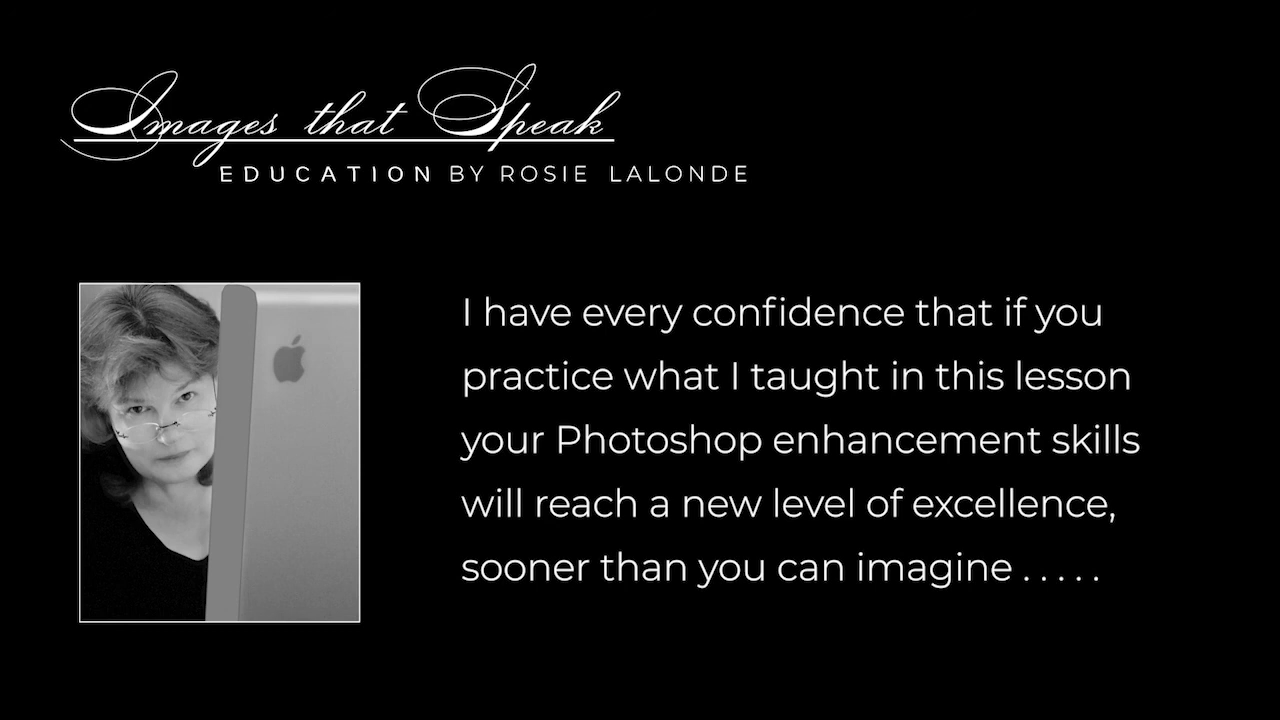 Images that Speak
EDUCATION BY ROSIE LALONDE
I have every confidence that if you
practice what I taught in this lesson
your Photoshop enhancement skills
will reach a new level of excellence,
sooner than you can imagine . . . . .